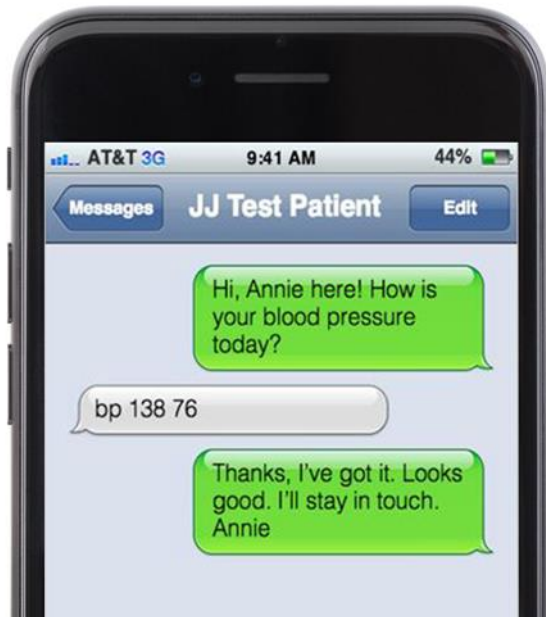 AT&T 3G 9:41 AM 44%
Messages JJ Test Patient Edit
Hi, Annie here! How is
your blood pressure
today?
bp 138 76
Thanks, I've got it. Looks
good. I'll stay in touch.
Annie